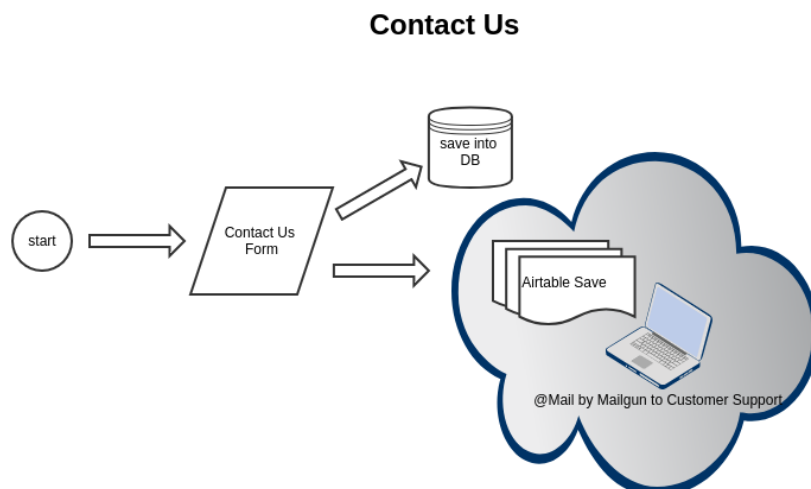 Contact Us
save into
DB
start
Contact Us
Form
Airtable Save
@Mail by Mailgun to Customer Support